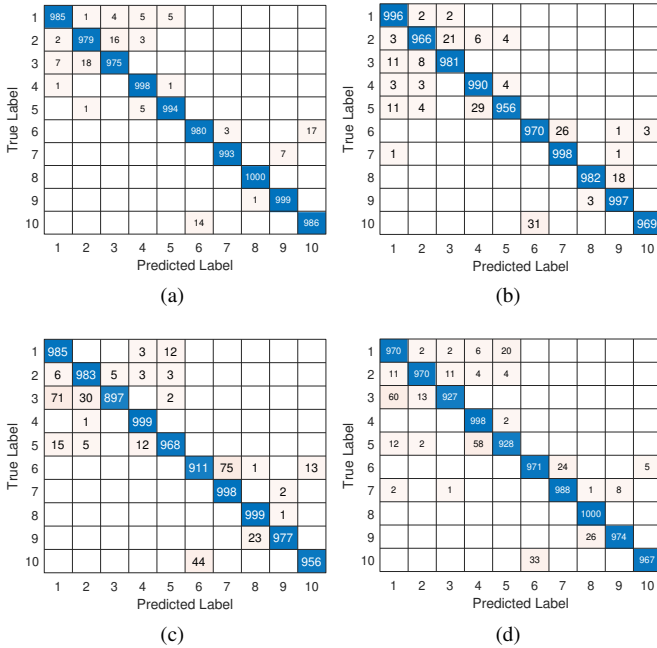 1 985 1 4 5 5
2 2 979 16 3
3 7 18 975
4 1 998 1
5 1 5 994
6 980 3 17
7 993 7
8 1000
9 1 999
10 14 986
1 2 3 4 5 6 7 8 9 10
Predicted Label
True Label
(a)
1 996 2 2
2 3 966 21 6 4
3 11 8 981
4 3 3 990 4
5 11 4 29 956
6 970 26 1 3
7 1 998 1
8 982 18
9 3 997
10 31 969
1 2 3 4 5 6 7 8 9 10
Predicted Label
True Label
(b)
1 985 3 12
2 6 983 5 3 3
3 71 30 897 2
4 1 999
5 15 5 12 968
6 911 75 1 13
7 998 2
8 999 1
9 23 977
10 44 956
1 2 3 4 5 6 7 8 9 10
Predicted Label
True Label
(c)
1 970 2 2 6 20
2 11 970 11 4 4
3 60 13 927
4 998 2
5 12 2 58 928
6 971 24 5
7 2 1 988 1 8
8 1000
9 26 974
10 33 967
1 2 3 4 5 6 7 8 9 10
Predicted Label
True Label
(d)